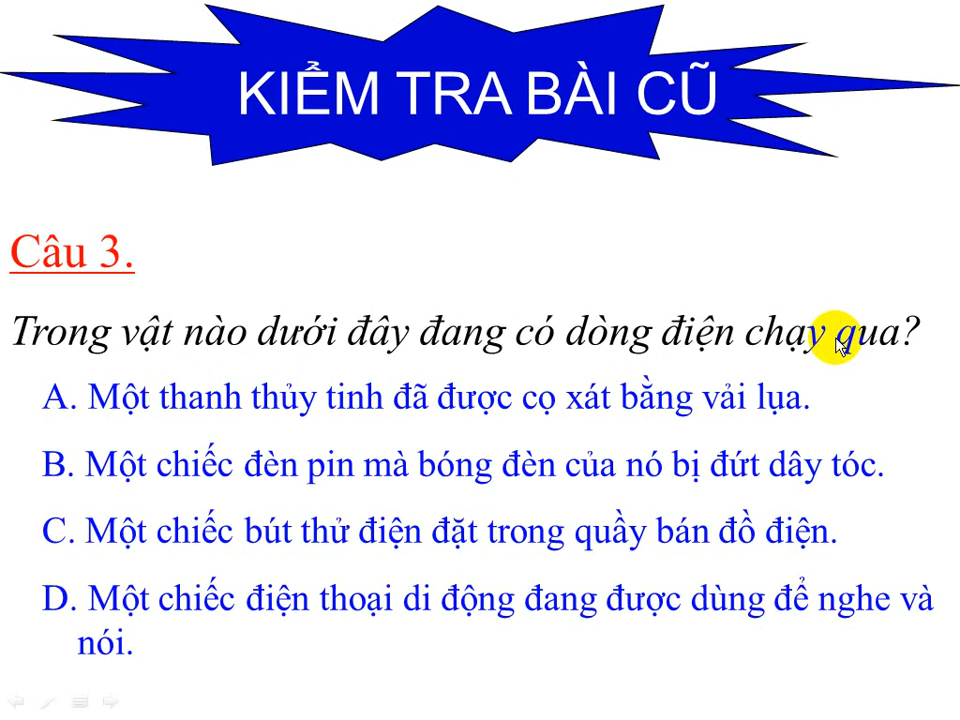 KIỂM TRA BÀI CŨ
Câu 3.
Trong vật nào dưới đây đang có dòng điện chạy qua?
A. Một thanh thủy tinh đã được cọ xát bằng vải lụa.
B. Một chiếc đèn pin mà bóng đèn của nó bị đứt dây tóc.
C. Một chiếc bút thử điện đặt trong quầy bán đồ điện.
D. Một chiếc điện thoại di động đang được dùng để nghe và
nói.